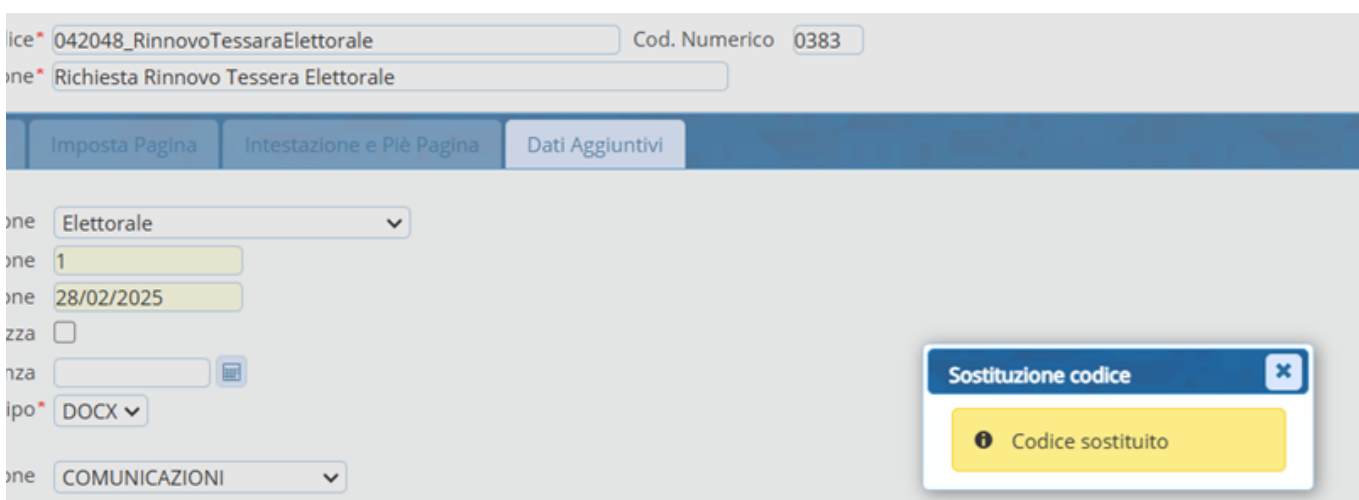 ice* 042048_RinnovoTessaraElettorale Cod. Numerico 0383
one* Richiesta Rinnovo Tessera Elettorale
Imposta Pagina Intestazione e Piè Pagina Dati Aggiuntivi
one Elettorale
one 1
one 28/02/2025
zza
nza
ipo* DOCX
one COMUNICAZIONI
Sostituzione codice
Codice sostituito